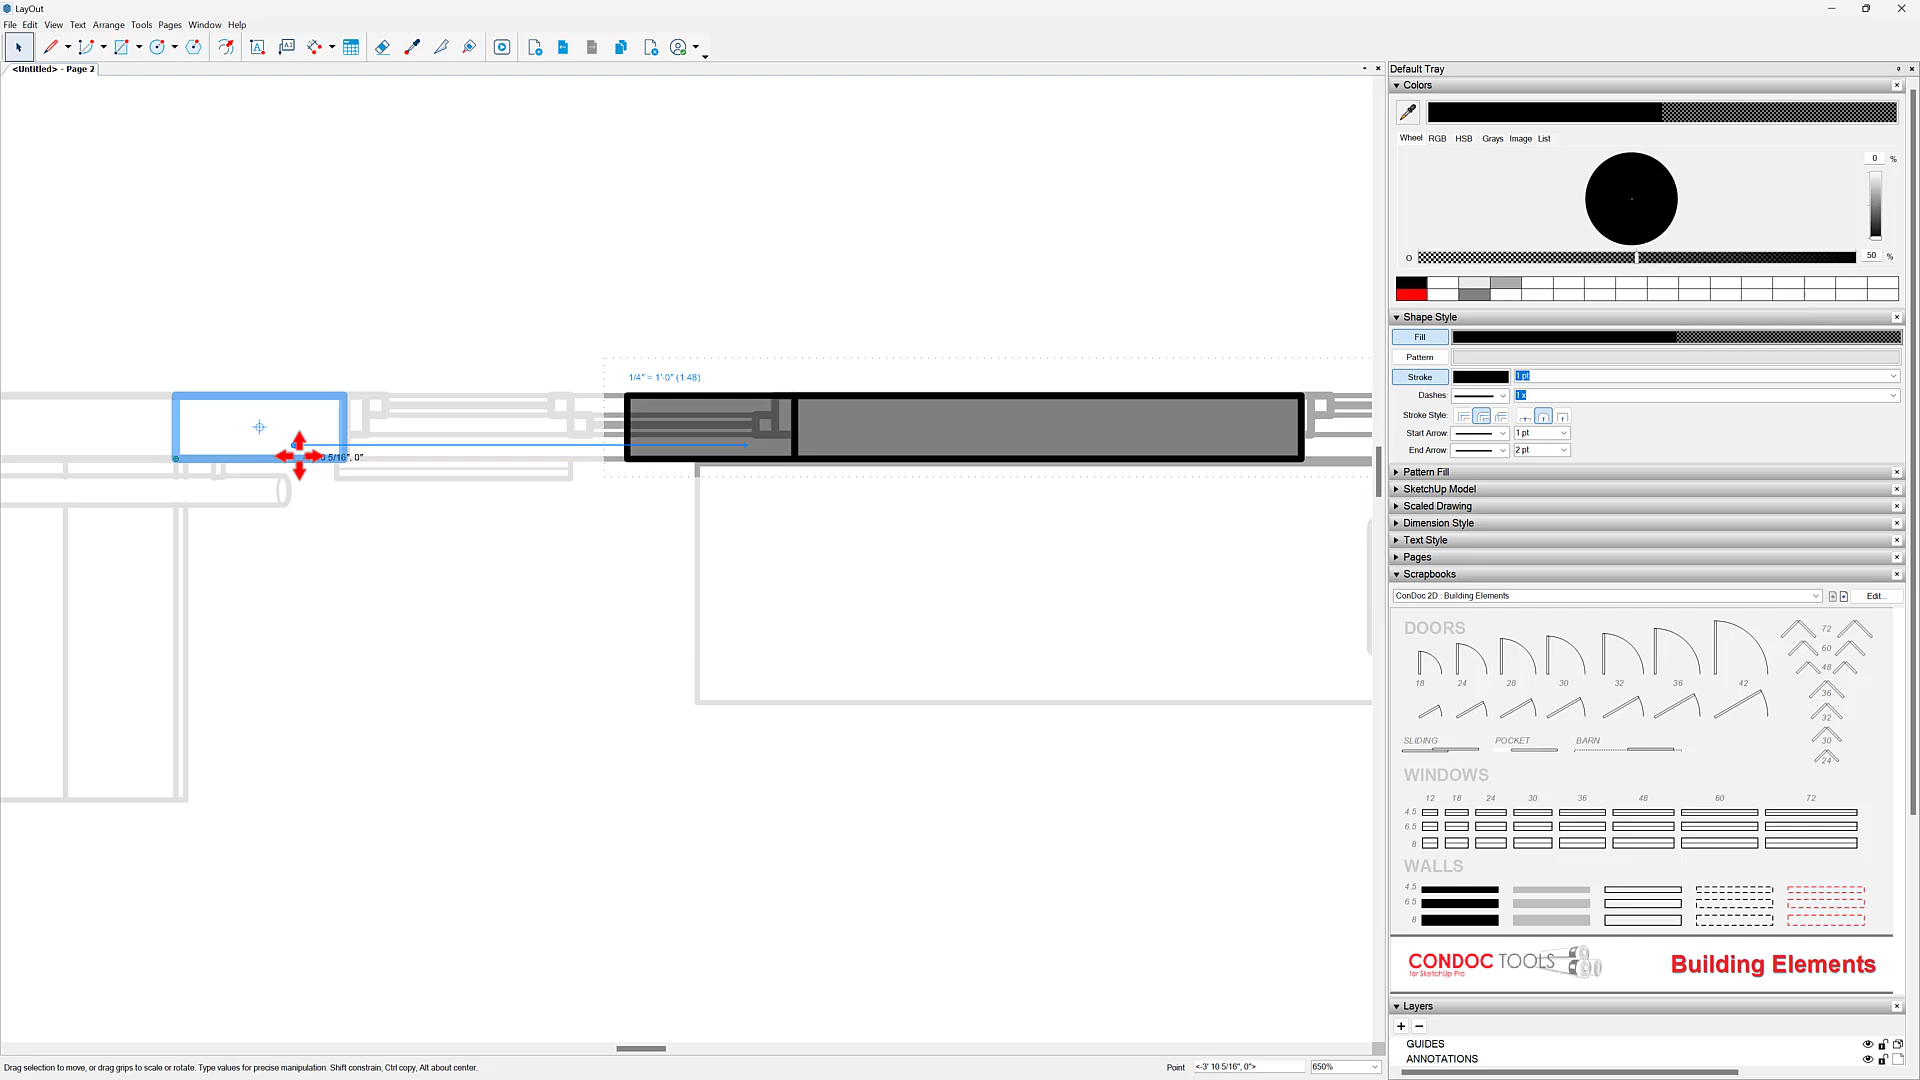 LayOut
File Edit View Text Arrange Tools Pages Window Help
<Untitled> - Page 2
1/4" = 1'-0" (1.48)
0 5/16", 0"
Default Tray
Colors
Wheel RGB HSB Grays Image List
0 %
O 50 %
Shape Style
Fill
Pattern
Stroke 1 pt
Dashes: 1 x
Stroke Style:
Start Arrow: 1 pt
End Arrow: 2 pt
Pattern Fill
SketchUp Model
Scaled Drawing
Dimension Style
Text Style
Pages
Scrapbooks
ConDoc 2D : Building Elements Edit...
DOORS
72
60
48
18 24 28 30 32 36 42
36
32
30
24
SLIDING POCKET BARN
WINDOWS
12 18 24 30 36 48 60 72
4.5
6.5
8
WALLS
4.5
6.5
8
CONDOC TOOLS
for SketchUp Pro
Building Elements
Layers
GUIDES
ANNOTATIONS
Drag selection to move, or drag grips to scale or rotate. Type values for precise manipulation. Shift constrain, Ctrl copy, Alt about center.
Point <-3' 10 5/16", 0"> 650%